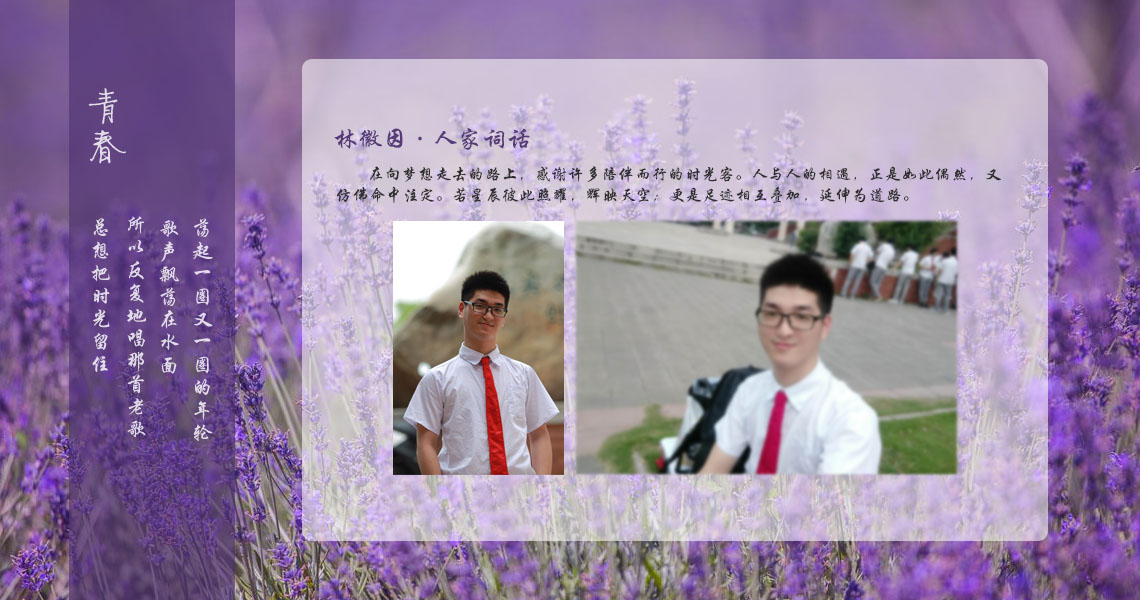 青春
荡起一圈又一圈的年轮
歌声飘荡在水面
所以反复地唱那首老歌
总想把时光留住
林徽因·人家词话
在向梦想走去的路上，感谢许多陪伴而行的时光客。人与人的相遇，正是如此偶然，又
仿佛命中注定。若星辰彼此照耀，辉映天空；更是足迹相互叠加，延伸为道路。